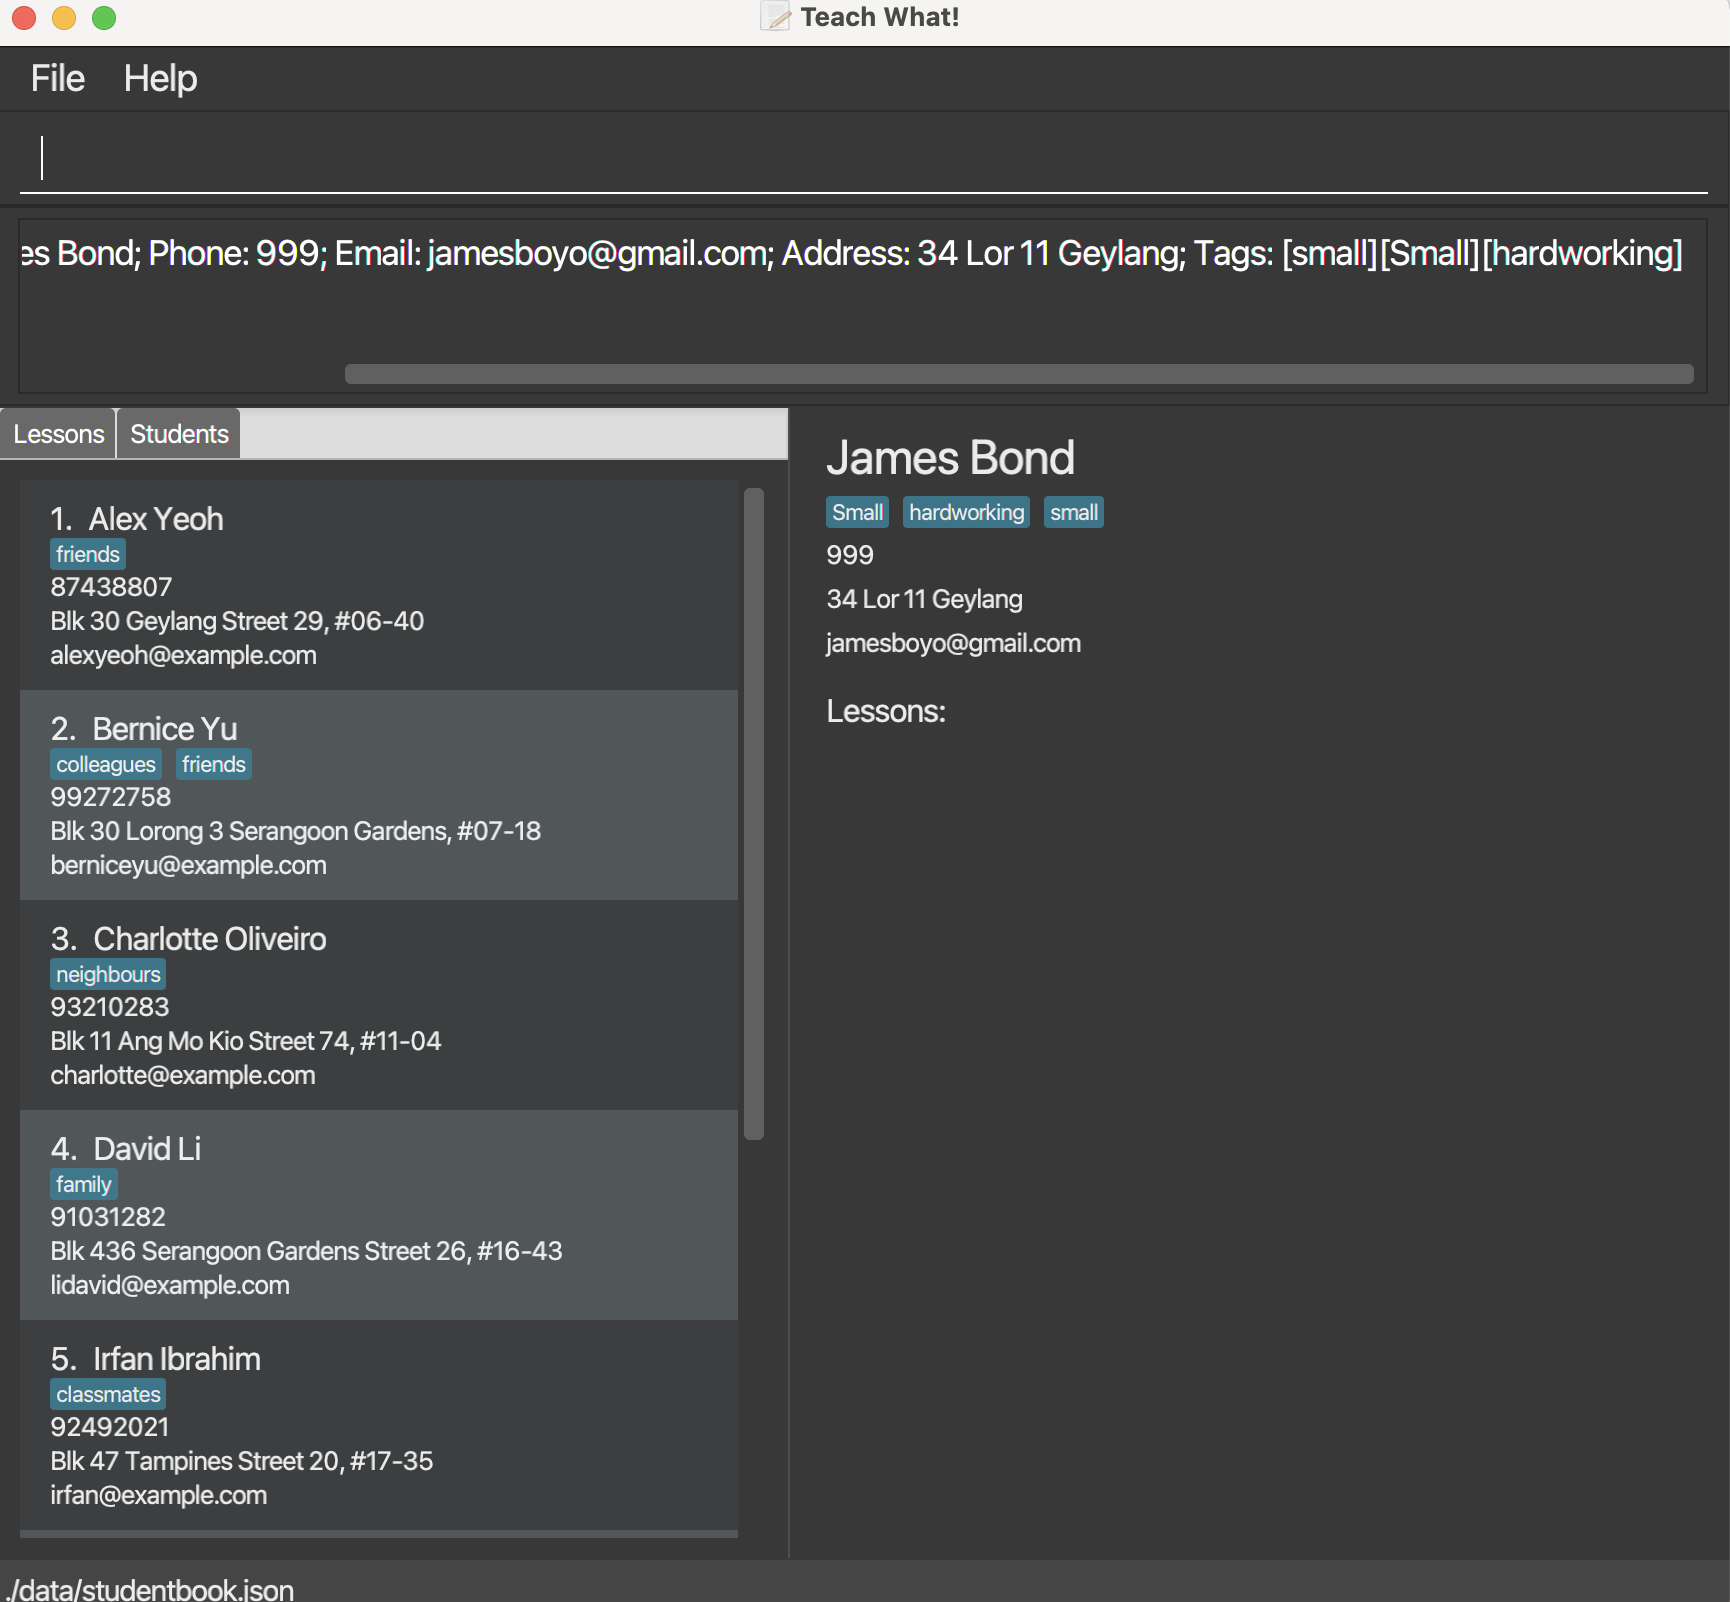 Teach What!
File Help
es Bond; Phone: 999; Email: jamesboyo@gmail.com; Address: 34 Lor 11 Geylang; Tags: [small][Small][hardworking]
Lessons Students
1. Alex Yeoh
friends
87438807
Blk 30 Geylang Street 29, #06-40
alexyeoh@example.com
2. Bernice Yu
colleagues friends
99272758
Blk 30 Lorong 3 Serangoon Gardens, #07-18
berniceyu@example.com
3. Charlotte Oliveiro
neighbours
93210283
Blk 11 Ang Mo Kio Street 74, #11-04
charlotte@example.com
4. David Li
family
91031282
Blk 436 Serangoon Gardens Street 26, #16-43
lidavid@example.com
5. Irfan Ibrahim
classmates
92492021
Blk 47 Tampines Street 20, #17-35
irfan@example.com
James Bond
Small hardworking small
999
34 Lor 11 Geylang
jamesboyo@gmail.com
Lessons:
./data/studentbook.json